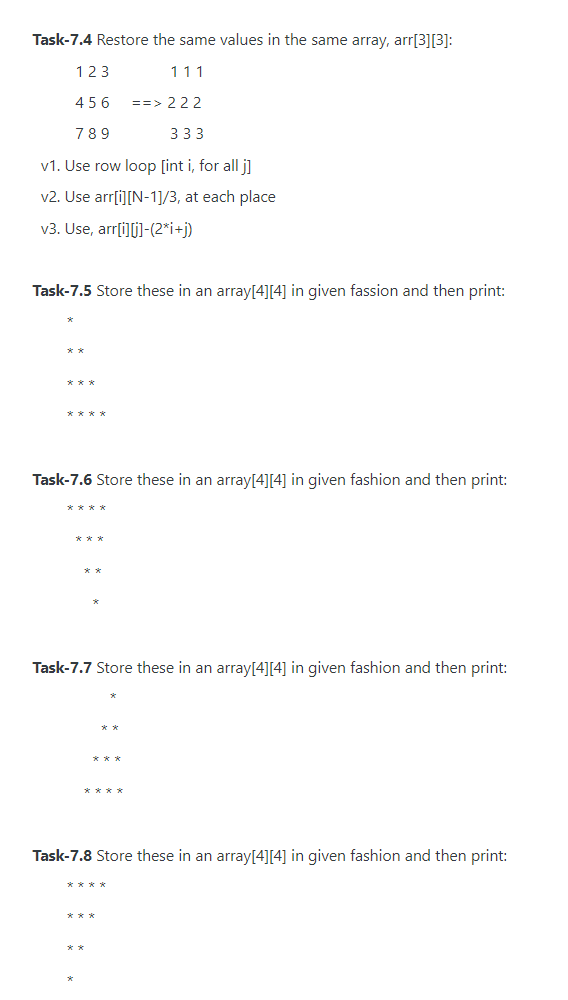 Task-7.4 Restore the same values in the same array, arr[3][3]:
1 2 3 1 1 1
4 5 6 ==> 2 2 2
7 8 9 3 3 3
v1. Use row loop [int i, for all j]
v2. Use arr[i][N-1]/3, at each place
v3. Use, arr[i][j]-(2*i+j)
Task-7.5 Store these in an array[4][4] in given fassion and then print:
*
* *
* * *
* * * *
Task-7.6 Store these in an array[4][4] in given fashion and then print:
* * * *
* * *
* *
*
Task-7.7 Store these in an array[4][4] in given fashion and then print:
*
* *
* * *
* * * *
Task-7.8 Store these in an array[4][4] in given fashion and then print:
* * * *
* * *
* *
*